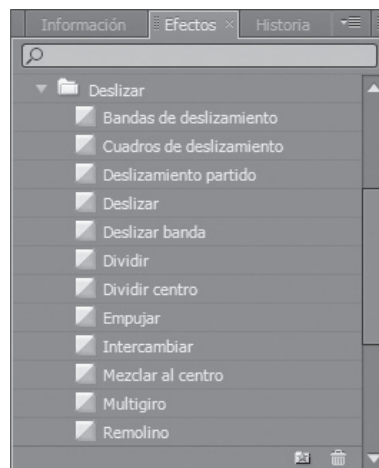 Información Efectos × Historia
Deslizar
Bandas de deslizamiento
Cuadros de deslizamiento
Deslizamiento partido
Deslizar
Deslizar banda
Dividir
Dividir centro
Empujar
Intercambiar
Mezclar al centro
Multigiro
Remolino